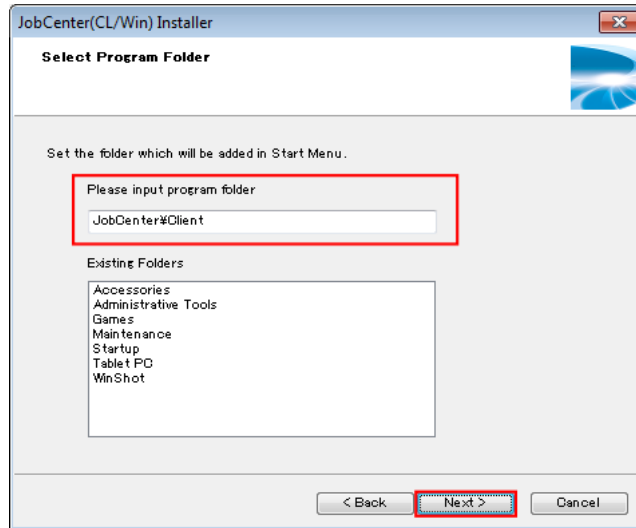 JobCenter(CL/Win) Installer
Select Program Folder
Set the folder which will be added in Start Menu.
Please input program folder
JobCenter¥Client
Existing Folders
Accessories
Administrative Tools
Games
Maintenance
Startup
Tablet PC
WinShot
< Back
Next >
Cancel